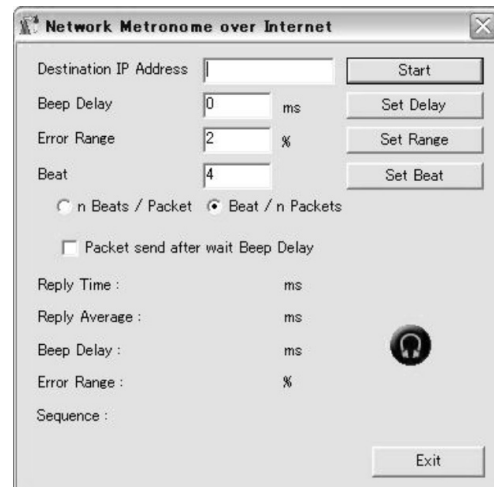 Network Metronome over Internet
Destination IP Address Start
Beep Delay 0 ms Set Delay
Error Range 2 % Set Range
Beat 4 Set Beat
n Beats / Packet Beat / n Packets
Packet send after wait Beep Delay
Reply Time : ms
Reply Average : ms
Beep Delay : ms
Error Range : %
Sequence :
Exit